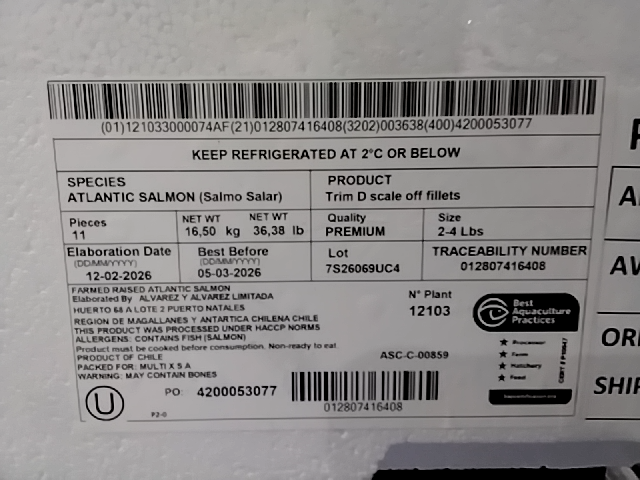 (01)121033000074AF(21)012807416408(3202)003638(400)4200053077
KEEP REFRIGERATED AT 2°C OR BELOW
SPECIES
ATLANTIC SALMON (Salmo Salar)
PRODUCT
Trim D scale off fillets
Pieces
11
NET WT NET WT
16,50 kg 36,38 lb
Quality
PREMIUM
Size
2-4 Lbs
Elaboration Date
(DD/MM/YYYY)
12-02-2026
Best Before
(DD/MM/YYYY)
05-03-2026
Lot
7S26069UC4
TRACEABILITY NUMBER
012807416408
FARMED RAISED ATLANTIC SALMON
Elaborated By ALVAREZ Y ALVAREZ LIMITADA
HUERTO 68 A LOTE 2 PUERTO NATALES
REGION DE MAGALLANES Y ANTARTICA CHILENA CHILE
THIS PRODUCT WAS PROCESSED UNDER HACCP NORMS
ALLERGENS: CONTAINS FISH (SALMON)
Product must be cooked before consumption. Non-ready to eat.
PRODUCT OF CHILE
PACKED FOR: MULTI X S A
WARNING: MAY CONTAIN BONES
N° Plant
12103
ASC-C-00859
Best
Aquaculture
Practices
Processor
Farm
Hatchery
Feed
U
P2-0
PO: 4200053077
012807416408
ORI
SHIP